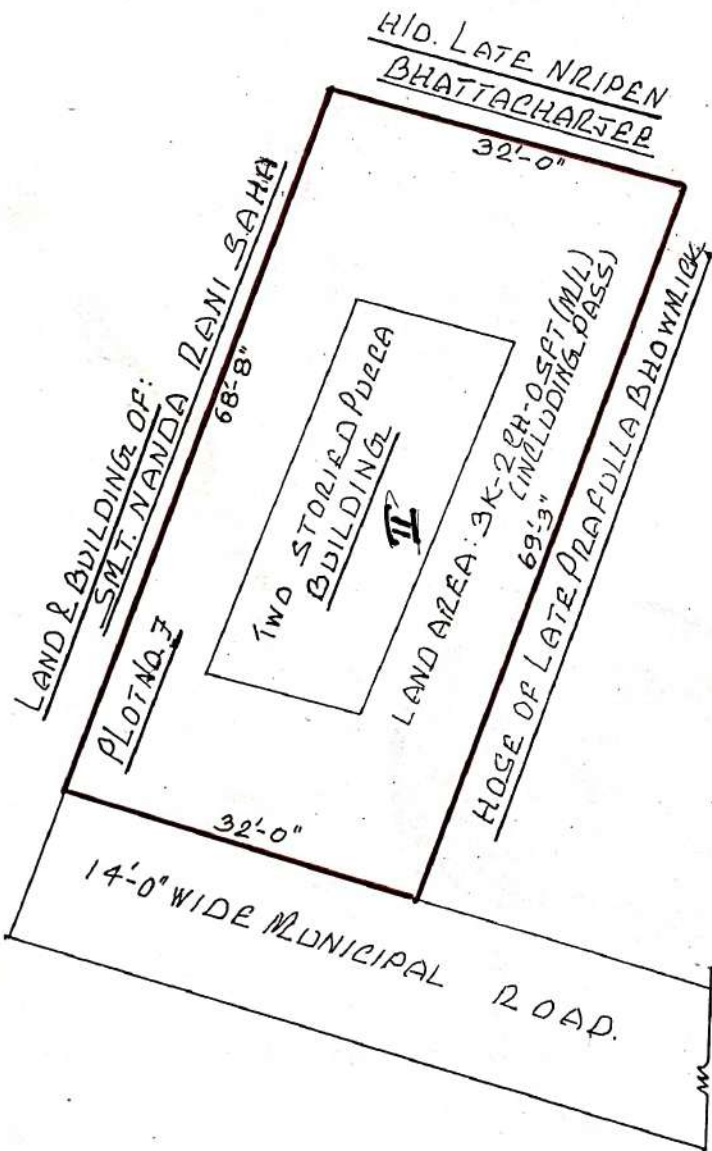 H/O. LATE NRIPEN
BHATTACHARJEE
32'-0"
LAND & BUILDING OF:
SMT. NANDA RANI SAHA
68'-8"
PLOT NO. 7
TWO STORIED PUCCA
BUILDING
II
LAND AREA: 3K-2CH-0SFT (M/L)
(INCLUDING PASS)
69'-3"
HOSE OF LATE PRAFULLA BHOWMICK
32'-0"
14'-0" WIDE MUNICIPAL ROAD.